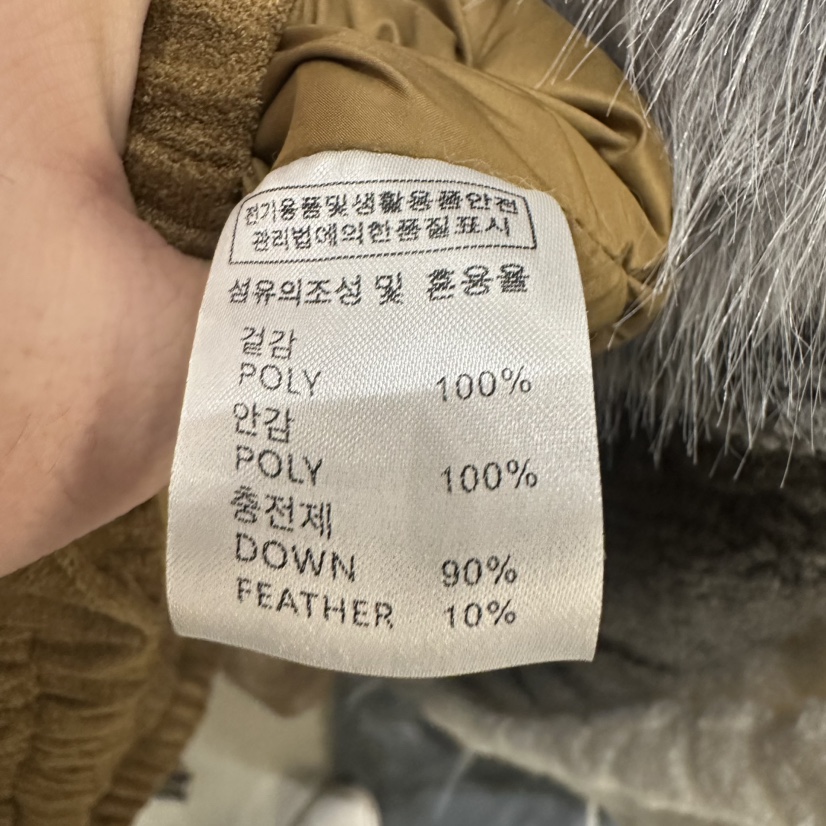 전기용품및생활용품안전
관리법에의한품질표시
섬유의조성 및 혼용율
겉감
POLY 100%
안감
POLY 100%
충전제
DOWN 90%
FEATHER 10%